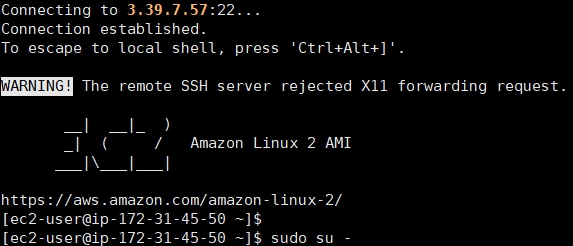 Connecting to 3.39.7.57:22...
Connection established.
To escape to local shell, press 'Ctrl+Alt+]'.
WARNING! The remote SSH server rejected X11 forwarding request.
__|  __|_  )
_|  (     /   Amazon Linux 2 AMI
___|\___|___|
https://aws.amazon.com/amazon-linux-2/
[ec2-user@ip-172-31-45-50 ~]$
[ec2-user@ip-172-31-45-50 ~]$ sudo su -